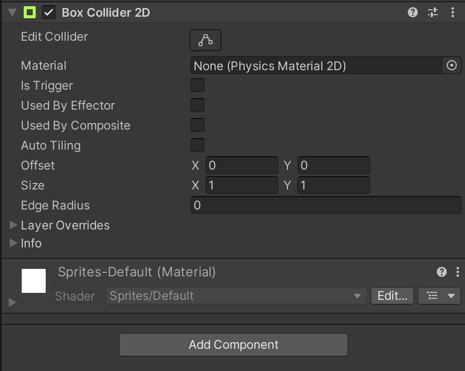 Box Collider 2D
Edit Collider
Material None (Physics Material 2D)
Is Trigger
Used By Effector
Used By Composite
Auto Tiling
Offset X 0 Y 0
Size X 1 Y 1
Edge Radius 0
Layer Overrides
Info
Sprites-Default (Material)
Shader Sprites/Default Edit...
Add Component